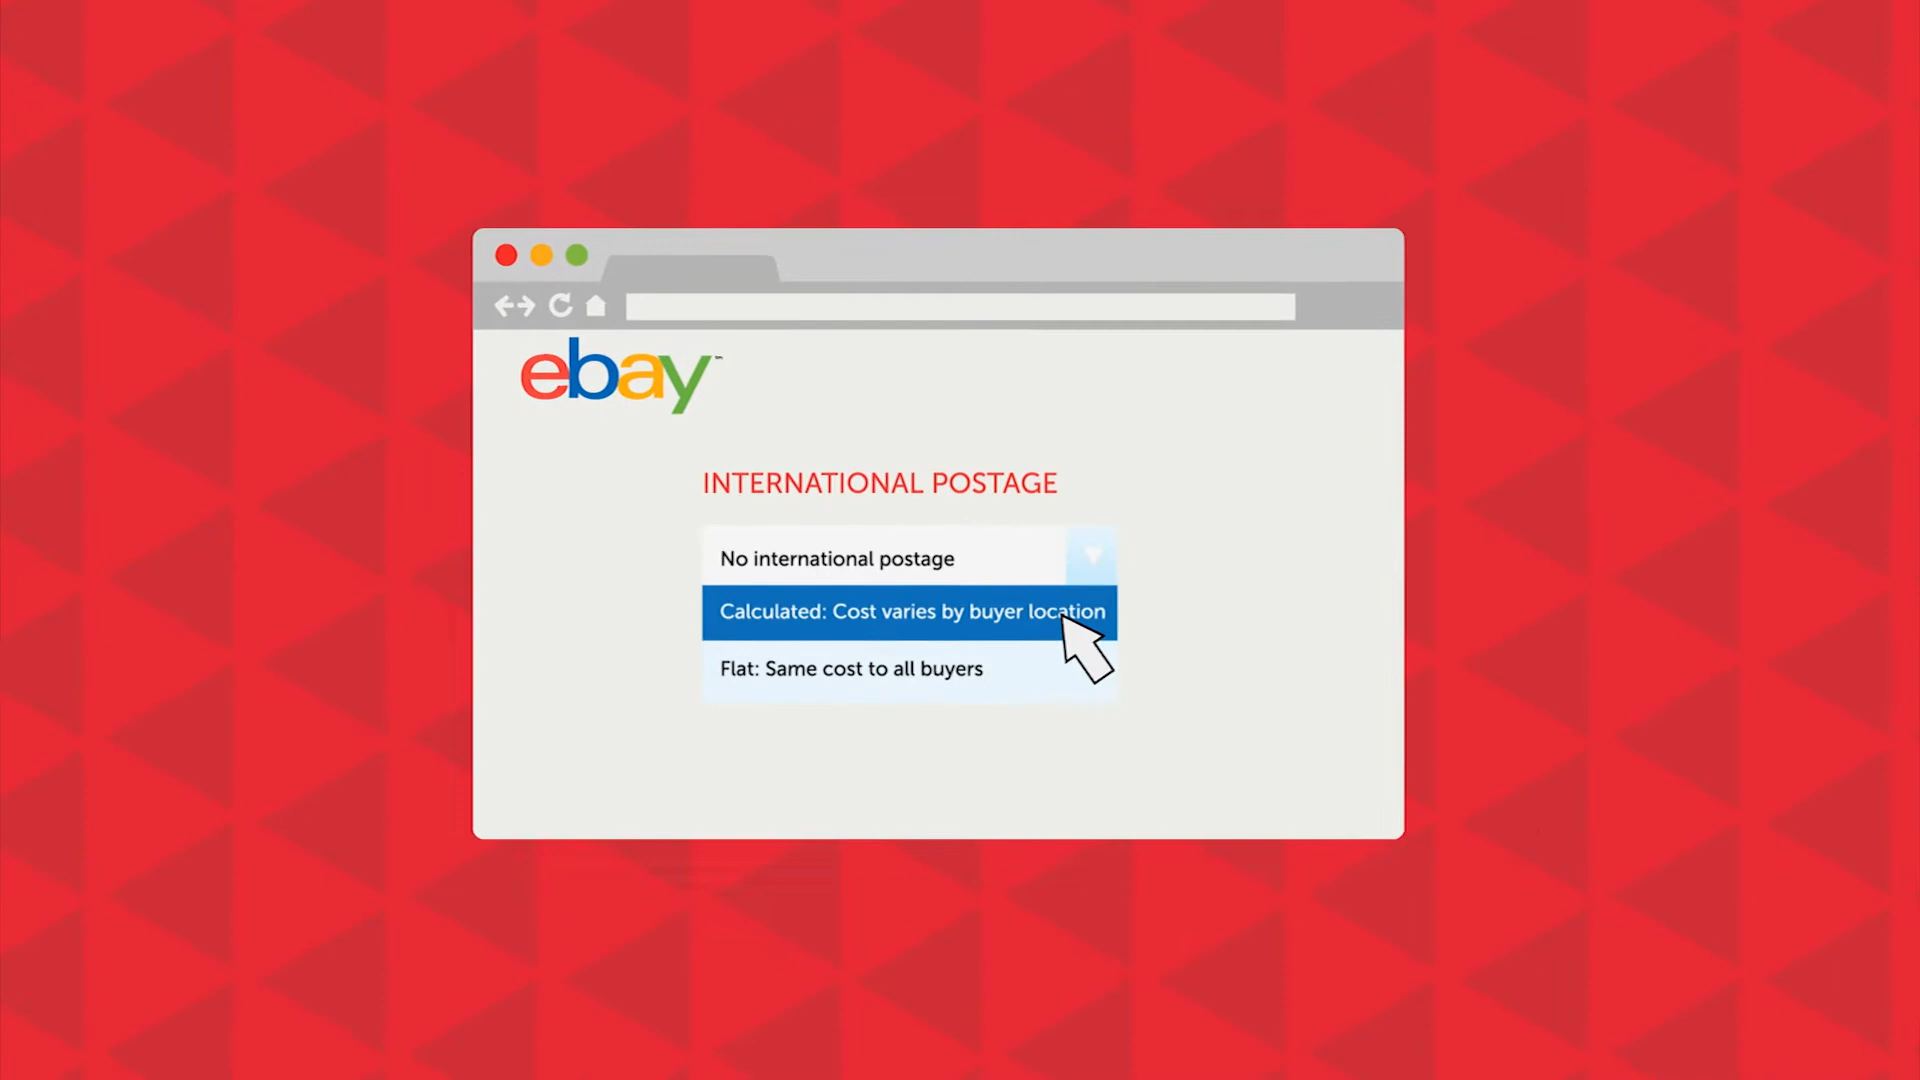 ebay
INTERNATIONAL POSTAGE
No international postage
Calculated: Cost varies by buyer location
Flat: Same cost to all buyers